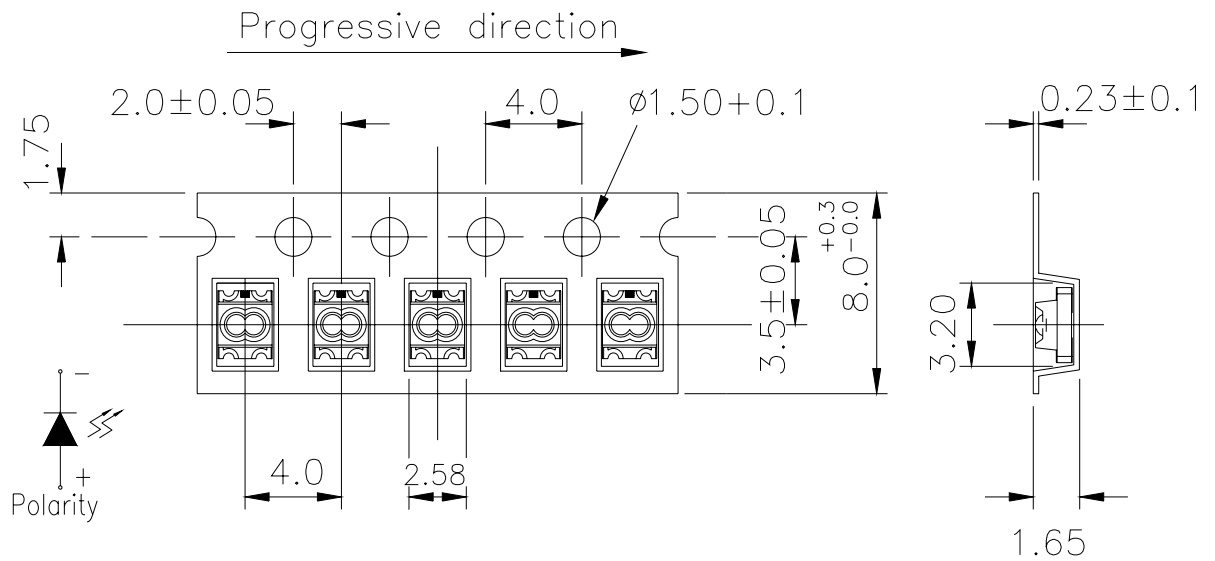 Progressive direction
2.0±0.05
4.0
ø1.50+0.1
0.23±0.1
1.75
3.5±0.05
8.0 +0.3 -0.0
3.20
−
+
Polarity
4.0
2.58
1.65